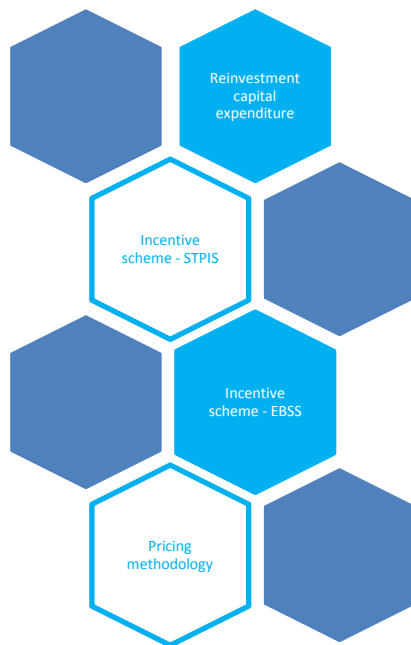 Reinvestment
capital
expenditure
Incentive
scheme - STPIS
Incentive
scheme - EBSS
Pricing
methodology